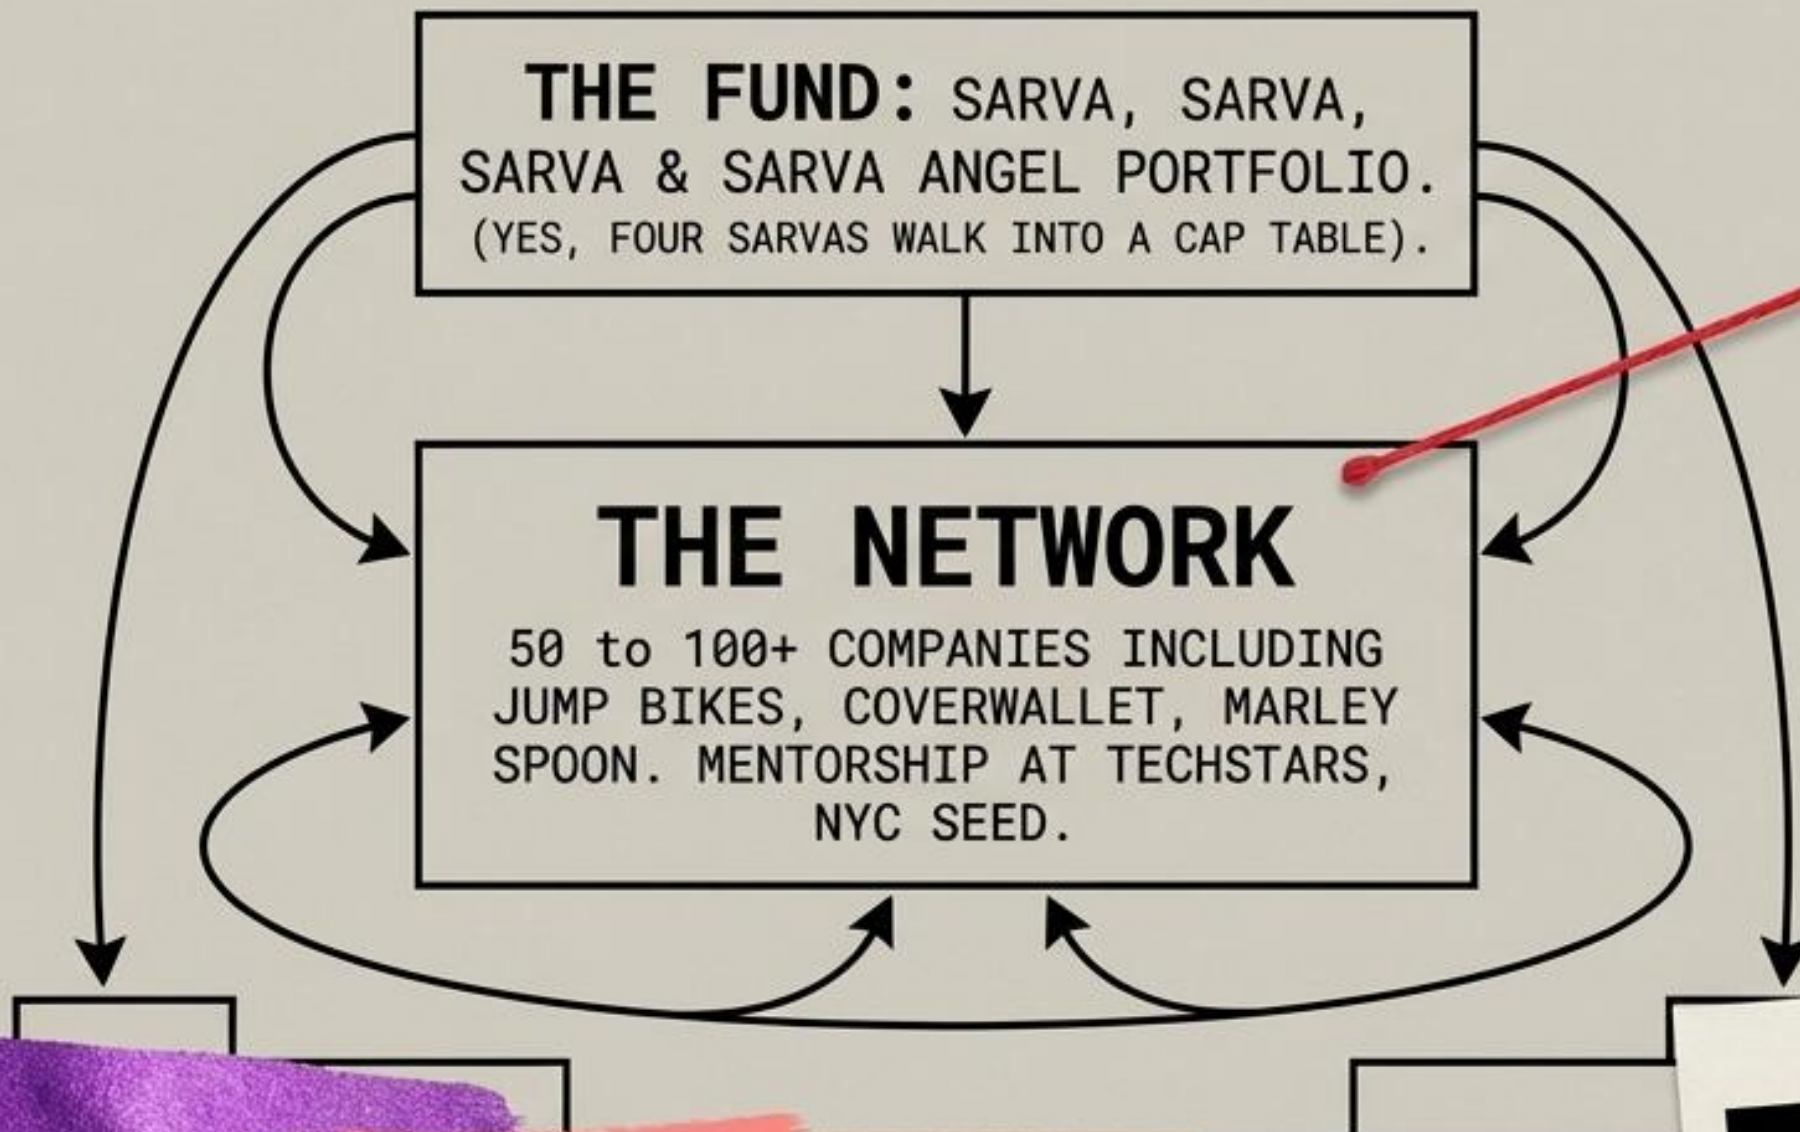 THE FUND: SARVA, SARVA,
SARVA & SARVA ANGEL PORTFOLIO.
(YES, FOUR SARVAS WALK INTO A CAP TABLE).
THE NETWORK
50 to 100+ COMPANIES INCLUDING
JUMP BIKES, COVERWALLET, MARLEY
SPOON. MENTORSHIP AT TECHSTARS,
NYC SEED.